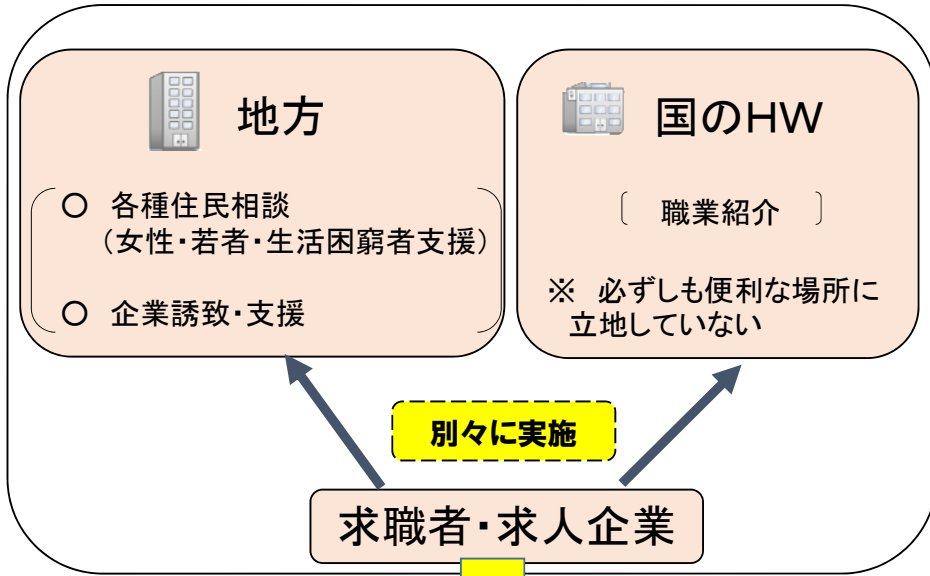 地方
○ 各種住民相談
（女性・若者・生活困窮者支援）
○ 企業誘致・支援
国のHW
〔 職業紹介 〕
※ 必ずしも便利な場所に
立地していない
別々に実施
求職者・求人企業